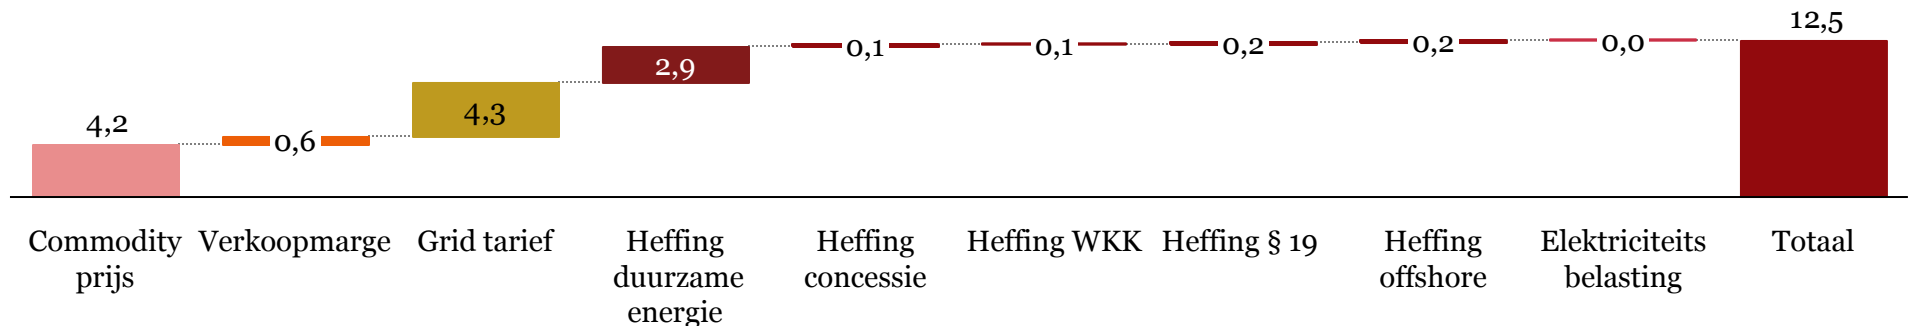 12,5
0,1
0,1
0,2
0,2
0,0
2,9
4,3
4,2
0,6
Commodity prijs
Verkoopmarge
Grid tarief
Heffing
duurzame
energie
Heffing
concessie
Heffing WKK
Heffing § 19
Heffing
offshore
Elektriciteits
belasting
Totaal